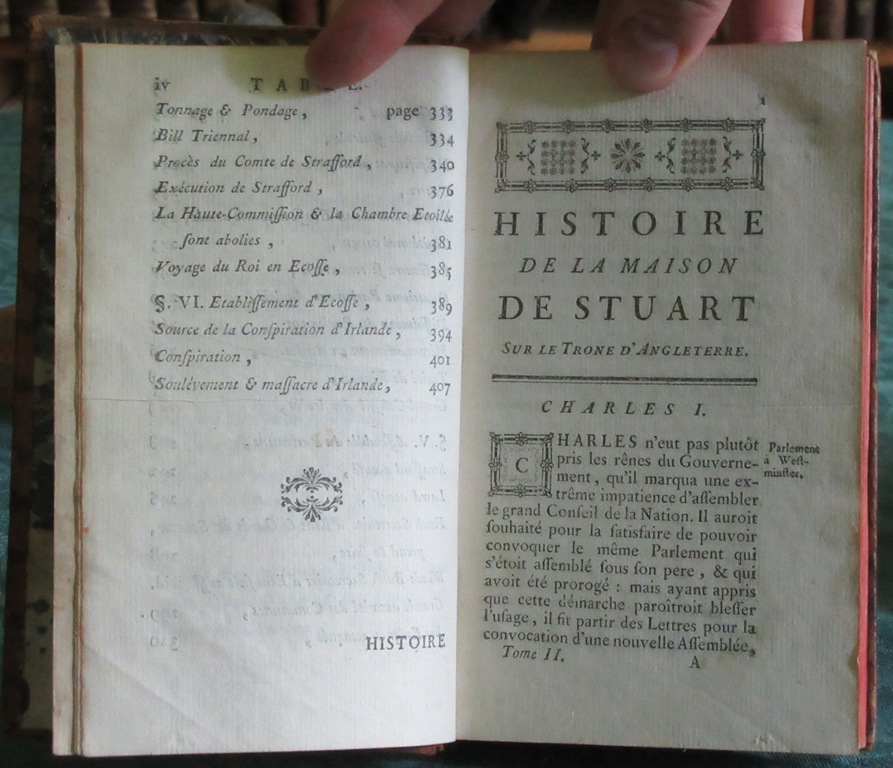 iv TABLE.
Tonnage & Pondage, page 333
Bill Triennal, 334
Procès du Comte de Straſford, 340
Exécution de Straſford, 376
La Haute-Commiſſion & la Chambre Etoilée
ſont abolies, 381
Voyage du Roi en Ecoſſe, 385
§. VI. Etabliſſement d'Ecoſſe, 389
Source de la Conſpiration d'Irlande, 394
Conſpiration, 401
Soulévement & maſſacre d'Irlande, 407
HISTOIRE
1
HISTOIRE
DE LA MAISON
DE STUART
SUR LE TRONE D'ANGLETERRE.
CHARLES I.
CHARLES n'eut pas plutôt
pris les rênes du Gouverne-
ment, qu'il marqua une ex-
trême impatience d'aſſembler
le grand Conſeil de la Nation. Il auroit
ſouhaité pour ſa ſatisfaire de pouvoir
convoquer le même Parlement qui
s'étoit aſſemblé ſous ſon pere, & qui
avoit été prorogé : mais ayant appris
que cette démarche paroîtroit bleſſer
l'uſage, il fit partir des Lettres pour la
convocation d'une nouvelle Aſſemblée,
Parlement
à Weſt-
minſter.
Tome II. A